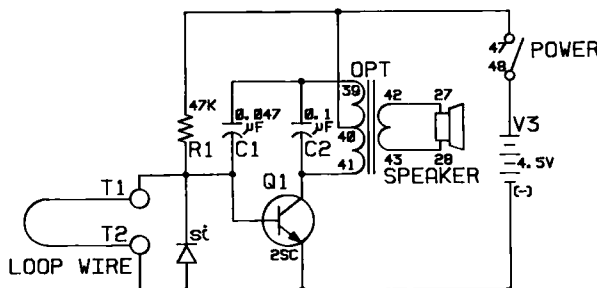 47
48
POWER
OPT
39
42
27
47K
0.047
μF
0.1
μF
40
V3
R1
C1
C2
41
43
28
4.5V
SPEAKER
(-)
T1
Q1
T2
Si
2SC
LOOP WIRE